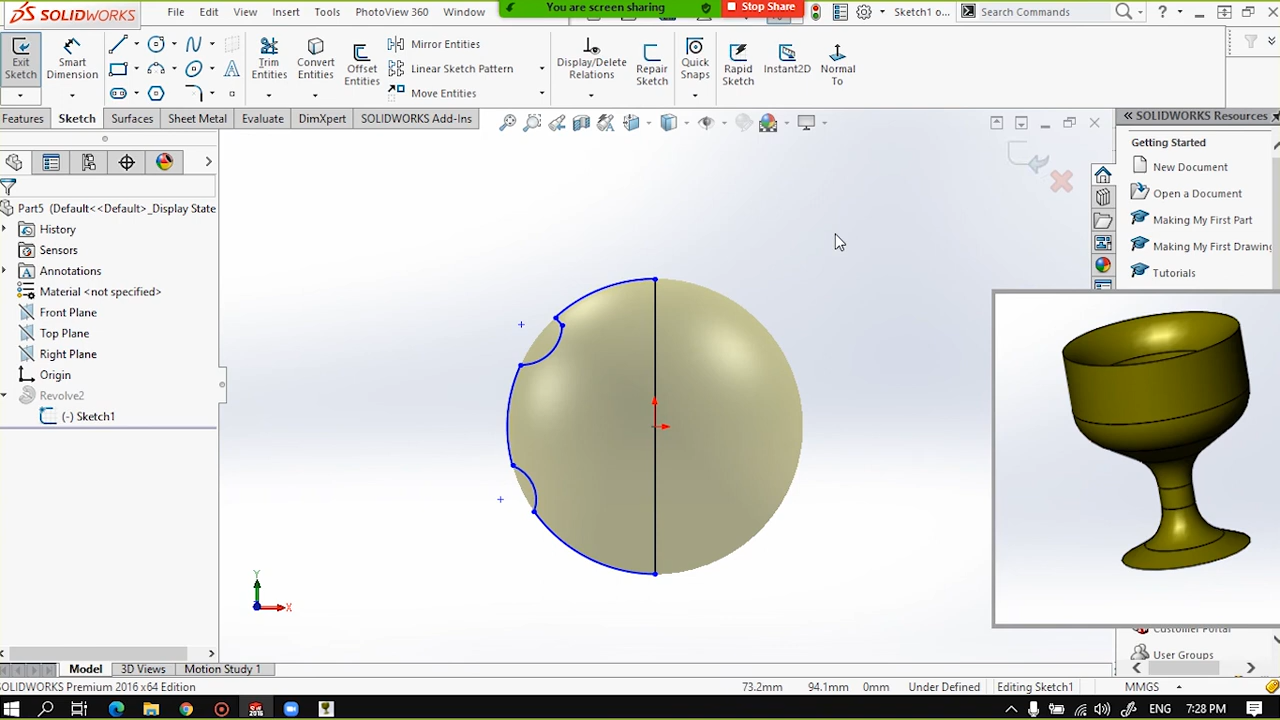 SOLIDWORKS
File Edit View Insert Tools PhotoView 360 Window
You are screen sharing
Stop Share
Sketch1 o...
Search Commands
Exit Sketch
Smart Dimension
Trim Entities
Convert Entities
Offset Entities
Mirror Entities
Linear Sketch Pattern
Move Entities
Display/Delete Relations
Repair Sketch
Quick Snaps
Rapid Sketch
Instant2D
Normal To
Features Sketch Surfaces Sheet Metal Evaluate DimXpert SOLIDWORKS Add-Ins
Part5 (Default<<Default>_Display State
History
Sensors
Annotations
Material <not specified>
Front Plane
Top Plane
Right Plane
Origin
Revolve2
(-) Sketch1
Y
X
SOLIDWORKS Resources
Getting Started
New Document
Open a Document
Making My First Part
Making My First Drawing
Tutorials
Customer Portal
User Groups
Model 3D Views Motion Study 1
SOLIDWORKS Premium 2016 x64 Edition
73.2mm 94.1mm 0mm Under Defined Editing Sketch1 MMGS
2016
ENG 7:28 PM